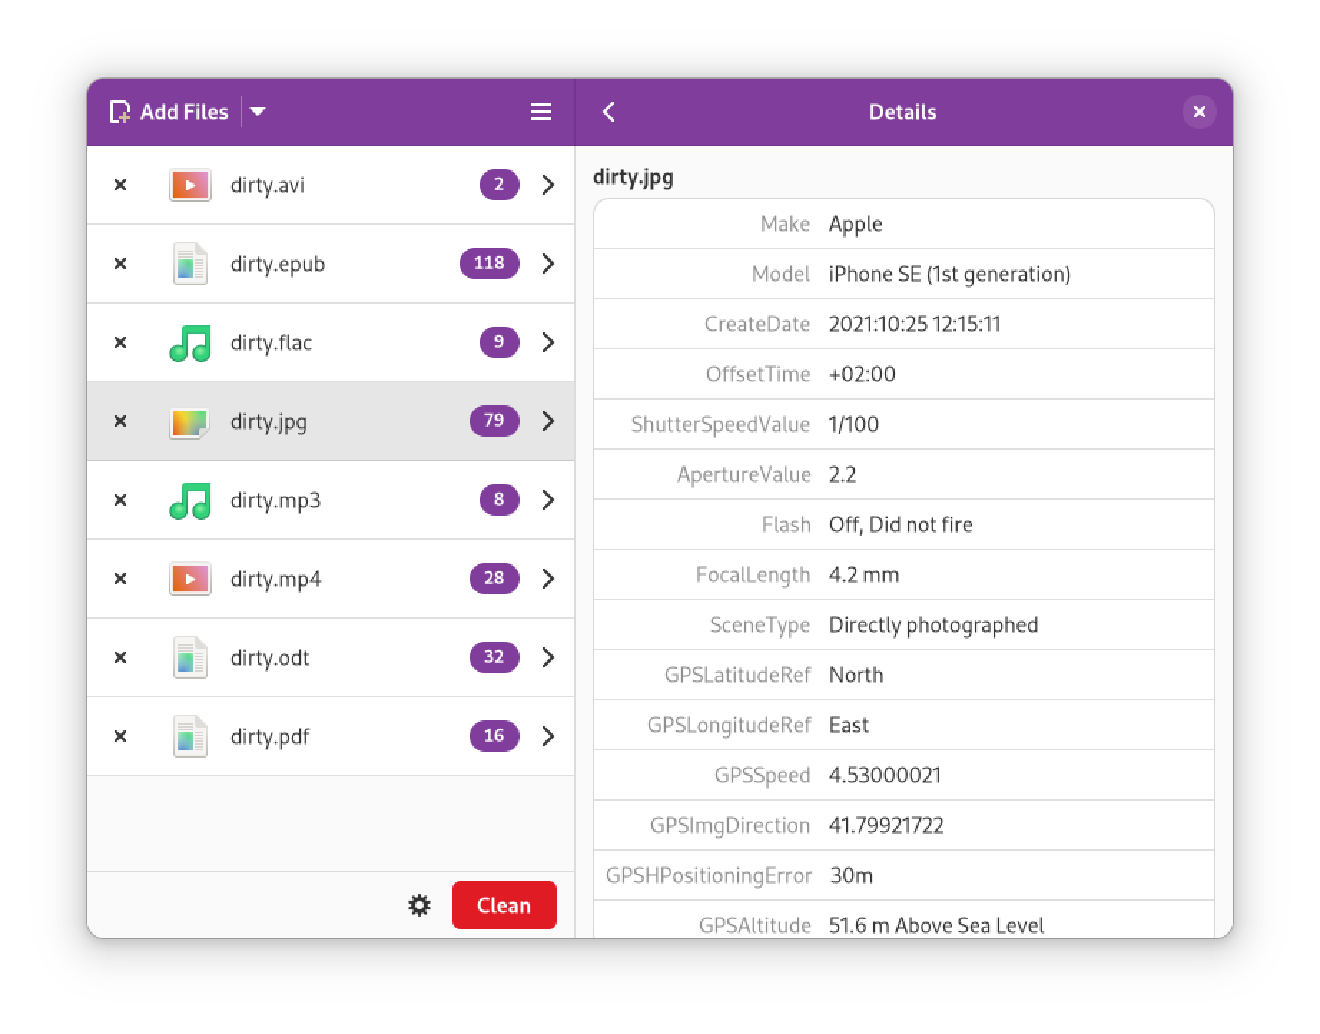 Add Files
Details
dirty.avi 2
dirty.epub 118
dirty.flac 9
dirty.jpg 79
dirty.mp3 8
dirty.mp4 28
dirty.odt 32
dirty.pdf 16
Clean
dirty.jpg
Make Apple
Model iPhone SE (1st generation)
CreateDate 2021:10:25 12:15:11
OffsetTime +02:00
ShutterSpeedValue 1/100
ApertureValue 2.2
Flash Off, Did not fire
FocalLength 4.2 mm
SceneType Directly photographed
GPSLatitudeRef North
GPSLongitudeRef East
GPSSpeed 4.53000021
GPSImgDirection 41.79921722
GPSHPositioningError 30m
GPSAltitude 51.6 m Above Sea Level